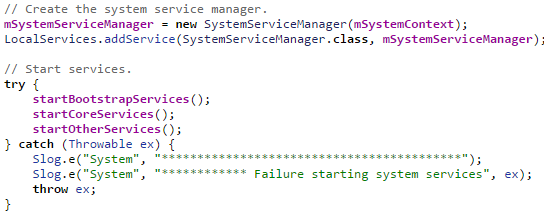 // Create the system service manager.
mSystemServiceManager = new SystemServiceManager(mSystemContext);
LocalServices.addService(SystemServiceManager.class, mSystemServiceManager);
// Start services.
try {
startBootstrapServices();
startCoreServices();
startOtherServices();
} catch (Throwable ex) {
Slog.e("System", "******************************************");
Slog.e("System", "************ Failure starting system services", ex);
throw ex;
}